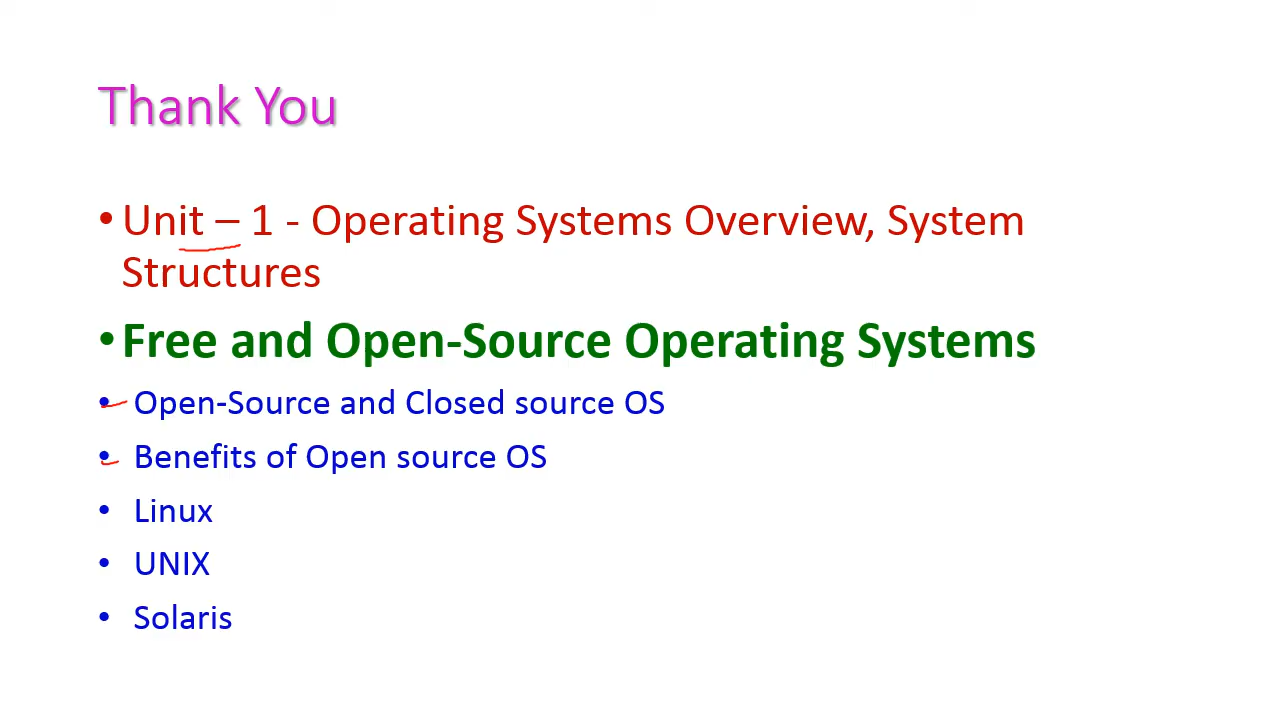 Thank You
• Unit – 1 - Operating Systems Overview, System
Structures
• Free and Open-Source Operating Systems
• Open-Source and Closed source OS
• Benefits of Open source OS
• Linux
• UNIX
• Solaris